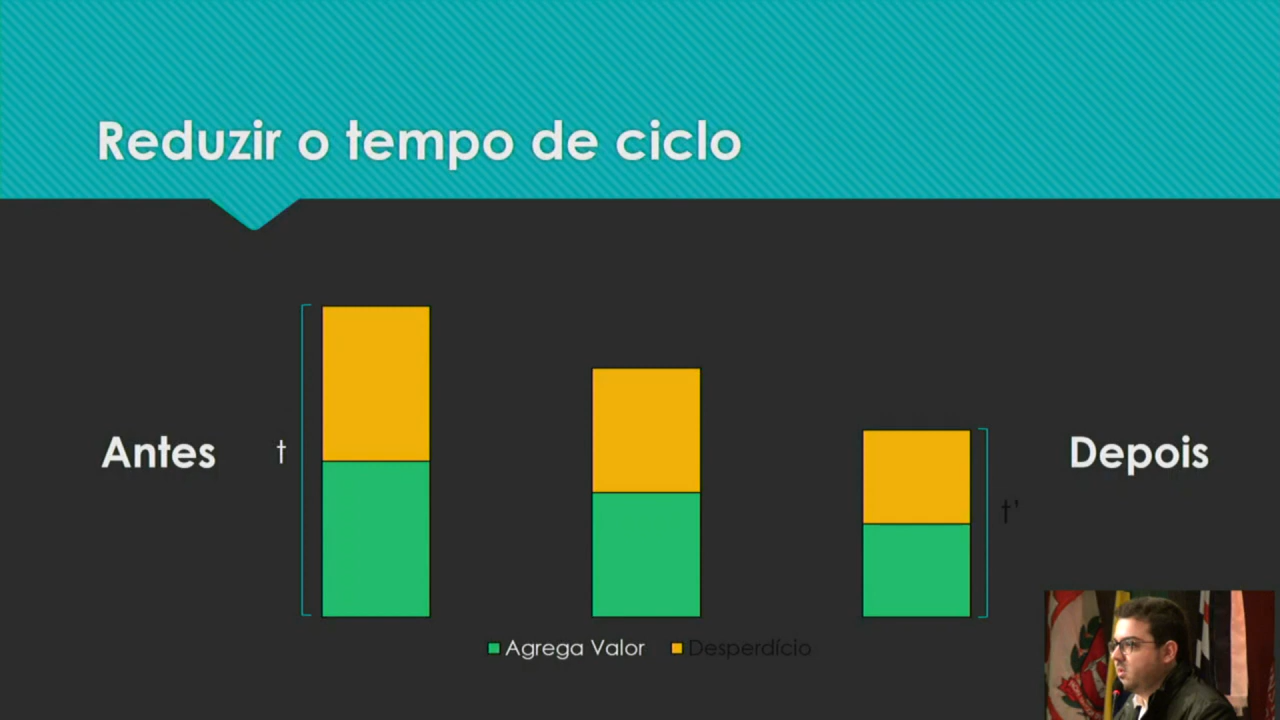 Reduzir o tempo de ciclo
Antes
t
t'
Depois
Agrega Valor
Desperdício